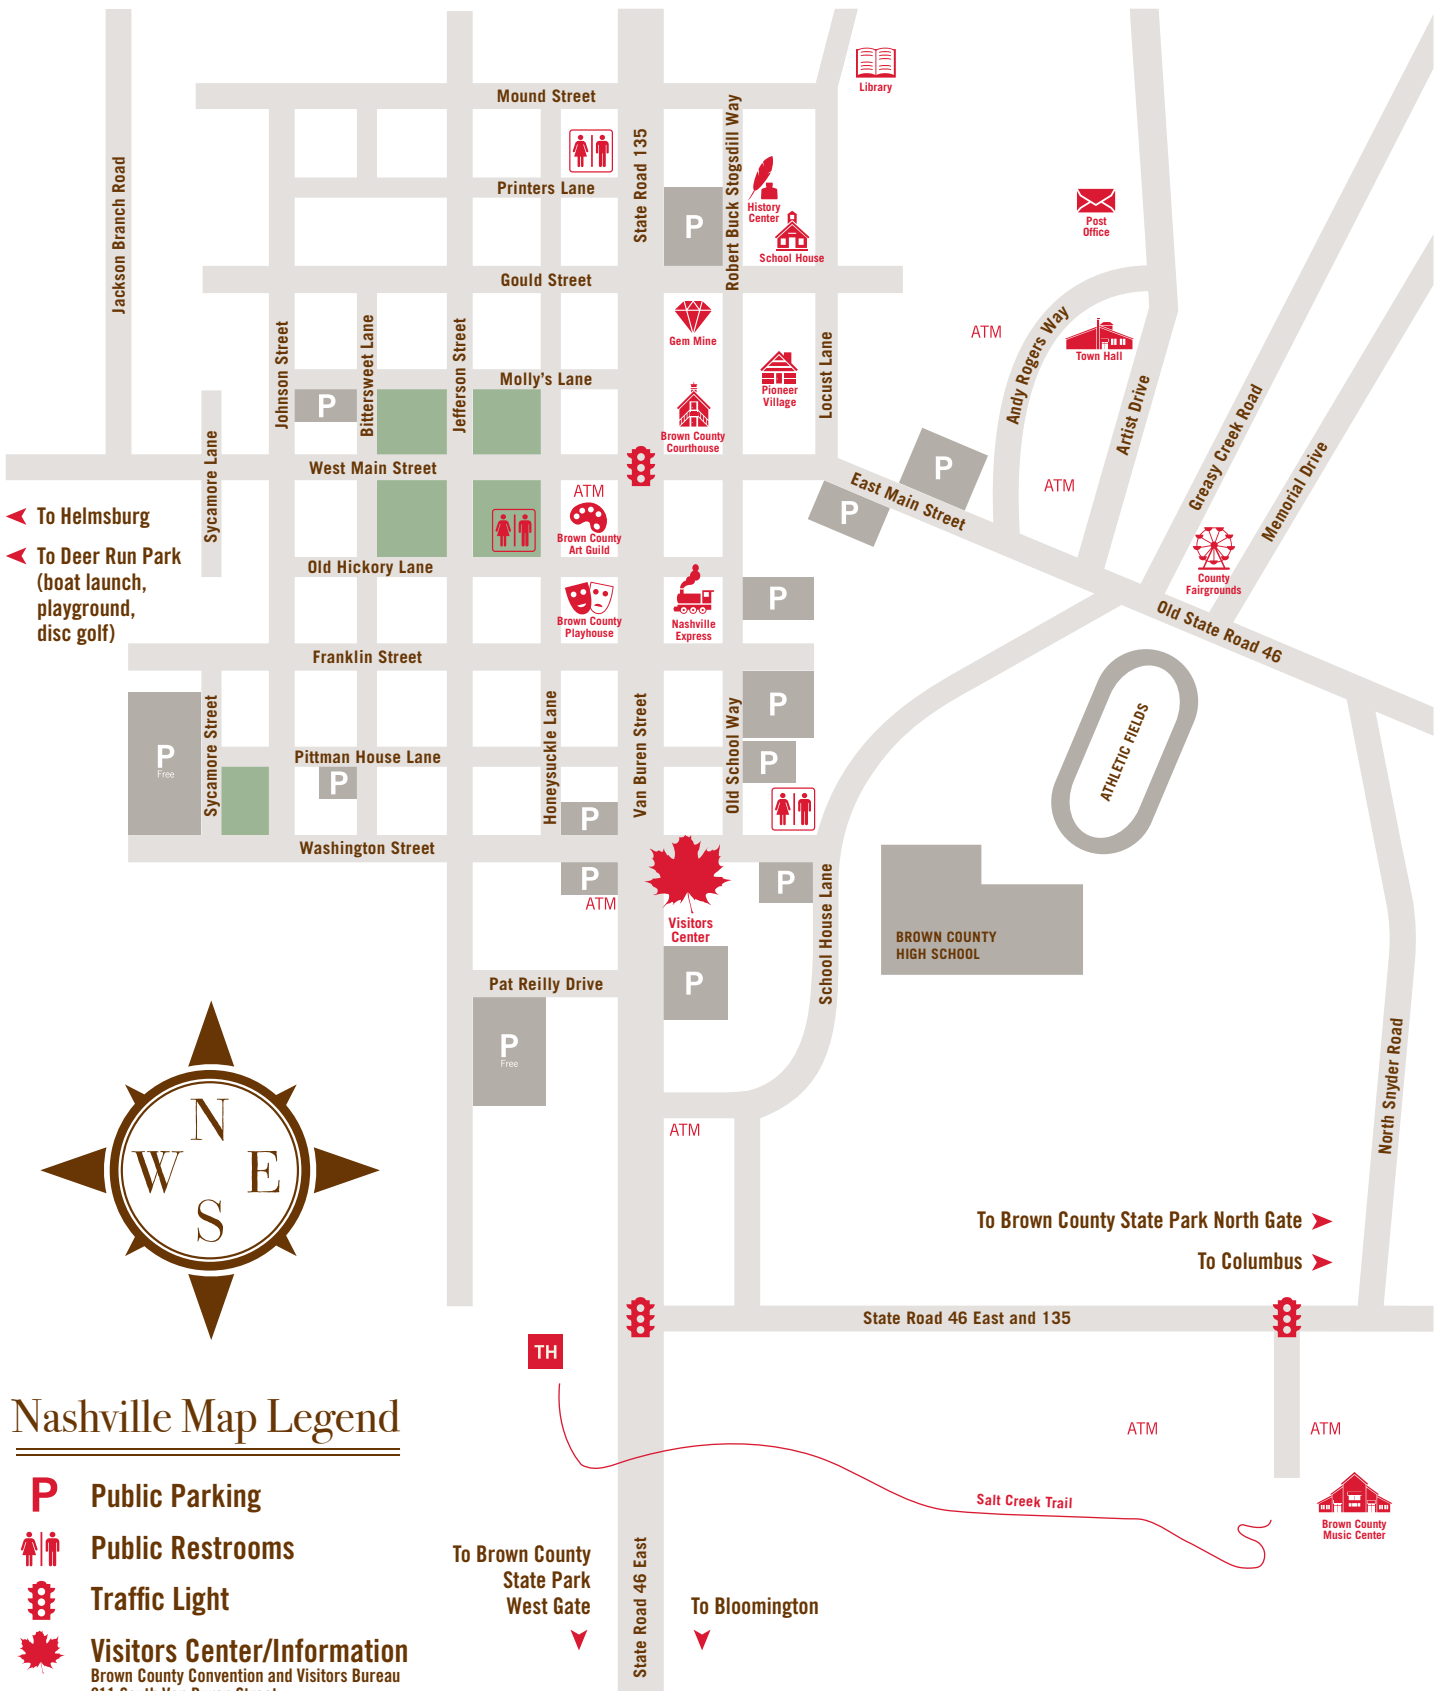 Library
Mound Street
Jackson Branch Road
State Road 135
Robert Buck Stogsdill Way
Printers Lane
P
History
Center
School House
Post
Office
Gould Street
Gem Mine
ATM
Andy Rogers Way
Town Hall
Johnson Street
Bittersweet Lane
Jefferson Street
Molly's Lane
Pioneer
Village
Locust Lane
Artist Drive
Greasy Creek Road
Memorial Drive
P
Brown County
Courthouse
West Main Street
Sycamore Lane
P
P
East Main Street
ATM
ATM
Brown County
Art Guild
To Helmsburg
To Deer Run Park
(boat launch,
playground,
disc golf)
Old Hickory Lane
Brown County
Playhouse
Nashville
Express
P
County
Fairgrounds
Old State Road 46
Franklin Street
P
Free
Sycamore Street
Pittman House Lane
P
Honeysuckle Lane
Van Buren Street
Old School Way
P
P
P
ATHLETIC FIELDS
Washington Street
P
ATM
Visitors
Center
P
School House Lane
BROWN COUNTY
HIGH SCHOOL
Pat Reilly Drive
P
P
Free
North Snyder Road
ATM
N
W
E
S
To Brown County State Park North Gate
To Columbus
State Road 46 East and 135
TH
ATM
ATM
Salt Creek Trail
Brown County
Music Center
To Brown County
State Park
West Gate
State Road 46 East
To Bloomington
Nashville Map Legend
P
Public Parking
Public Restrooms
Traffic Light
Visitors Center/Information
Brown County Convention and Visitors Bureau